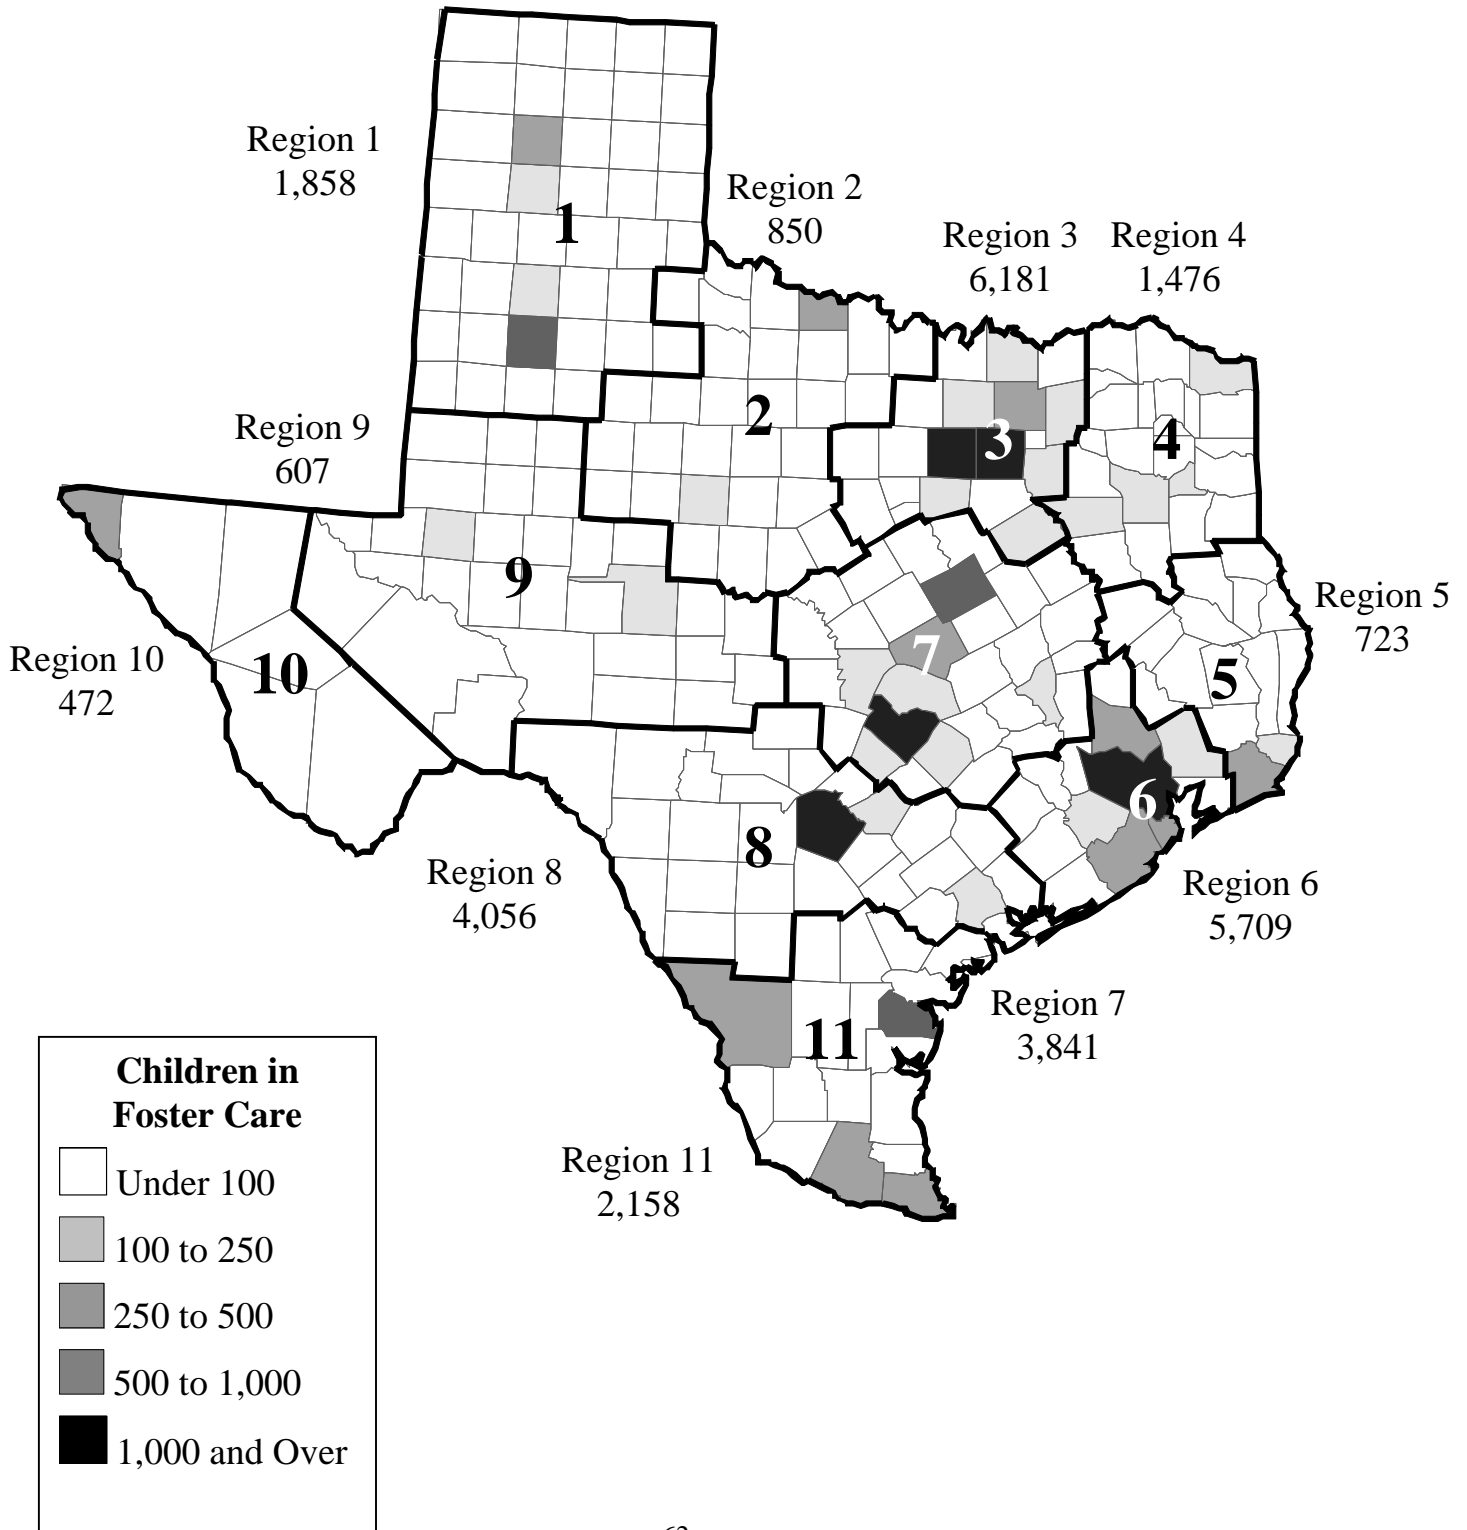 Region 1
1,858
Region 2
850
Region 3
6,181
Region 4
1,476
Region 9
607
Region 5
723
Region 10
472
Region 8
4,056
Region 6
5,709
Region 7
3,841
Region 11
2,158
1
2
3
4
9
10
7
5
6
8
11
Children in
Foster Care
Under 100
100 to 250
250 to 500
500 to 1,000
1,000 and Over